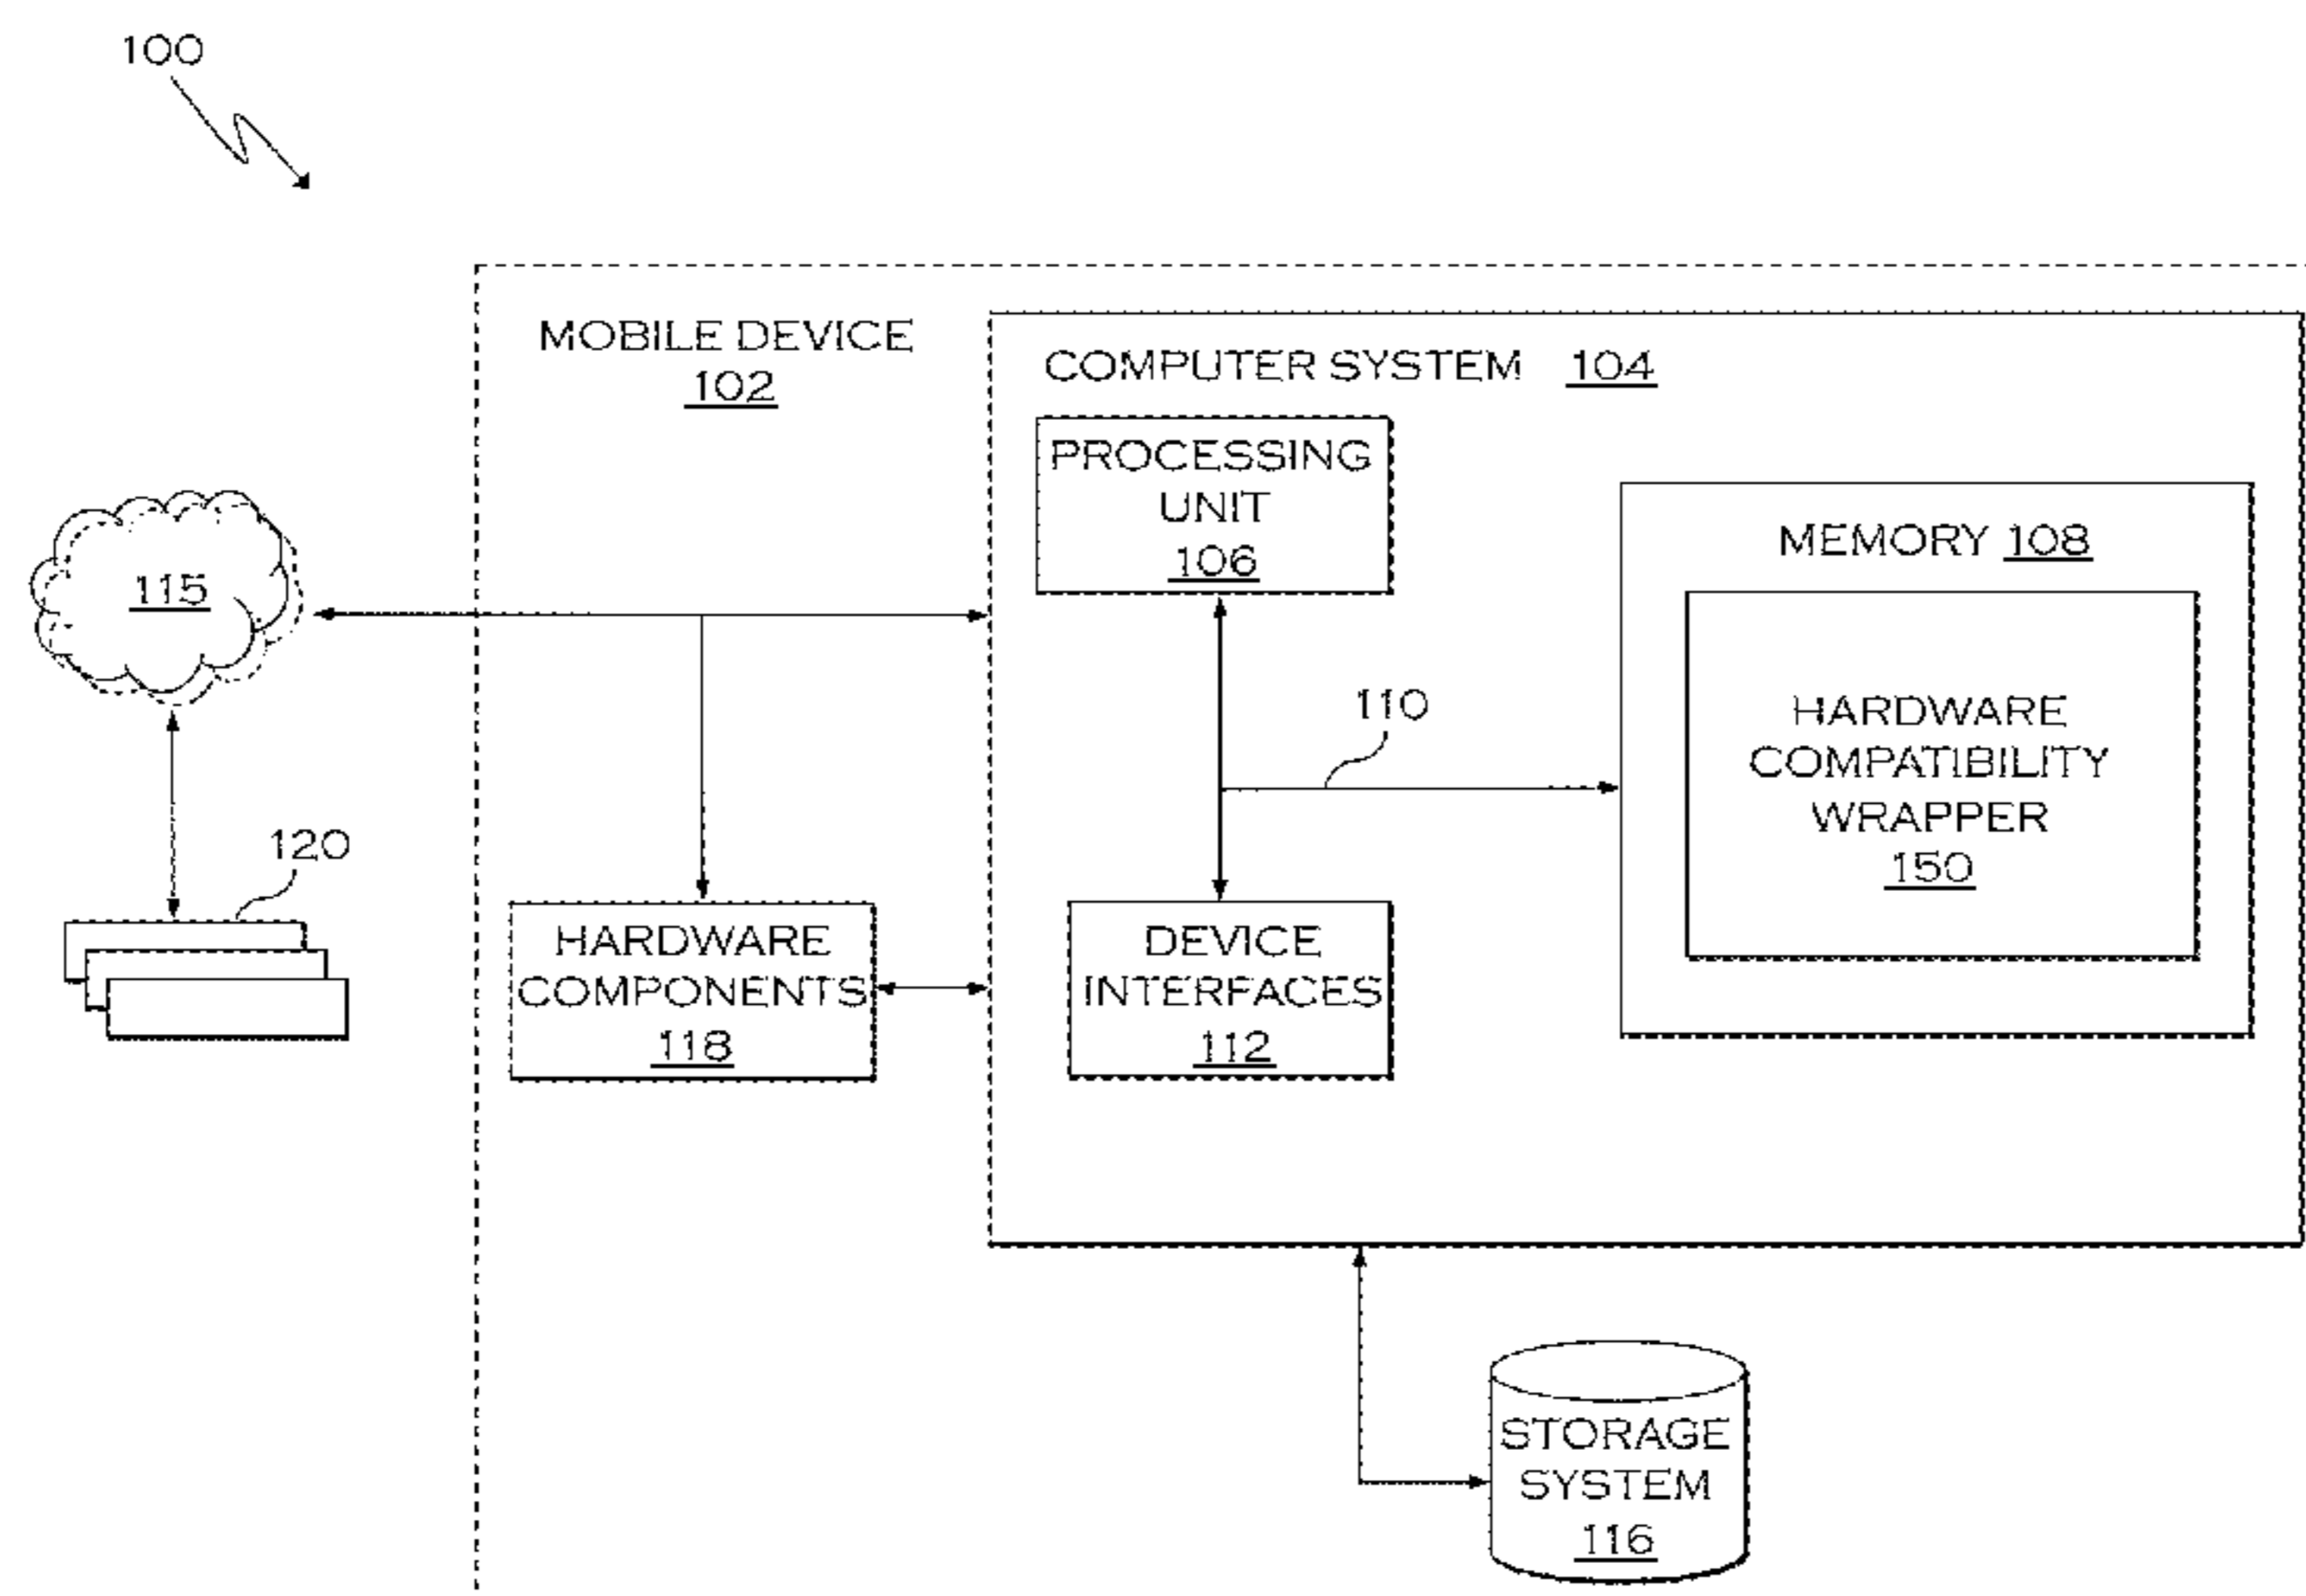 100
MOBILE DEVICE
102
COMPUTER SYSTEM 104
PROCESSING
UNIT
106
MEMORY 108
115
110
HARDWARE
COMPATIBILITY
WRAPPER
150
120
HARDWARE
COMPONENTS
118
DEVICE
INTERFACES
112
STORAGE
SYSTEM
116